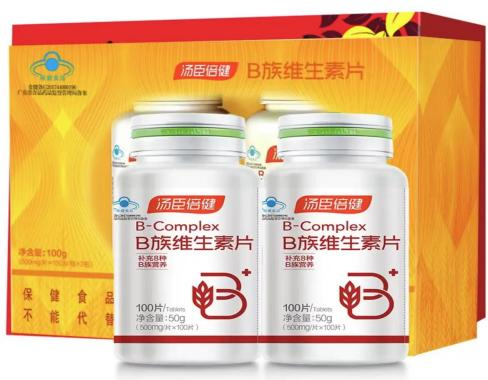 保健食品
汤臣倍健
B族维生素片
净含量:100g
保健食品
不能代替
汤臣倍健
B-Complex
B族维生素片
补充8种
B族营养
B+
100片/Tablets
净含量:50g
(500mg/片×100片)
汤臣倍健
B-Complex
B族维生素片
补充8种
B族营养
B+
100片/Tablets
净含量:50g
(500mg/片×100片)